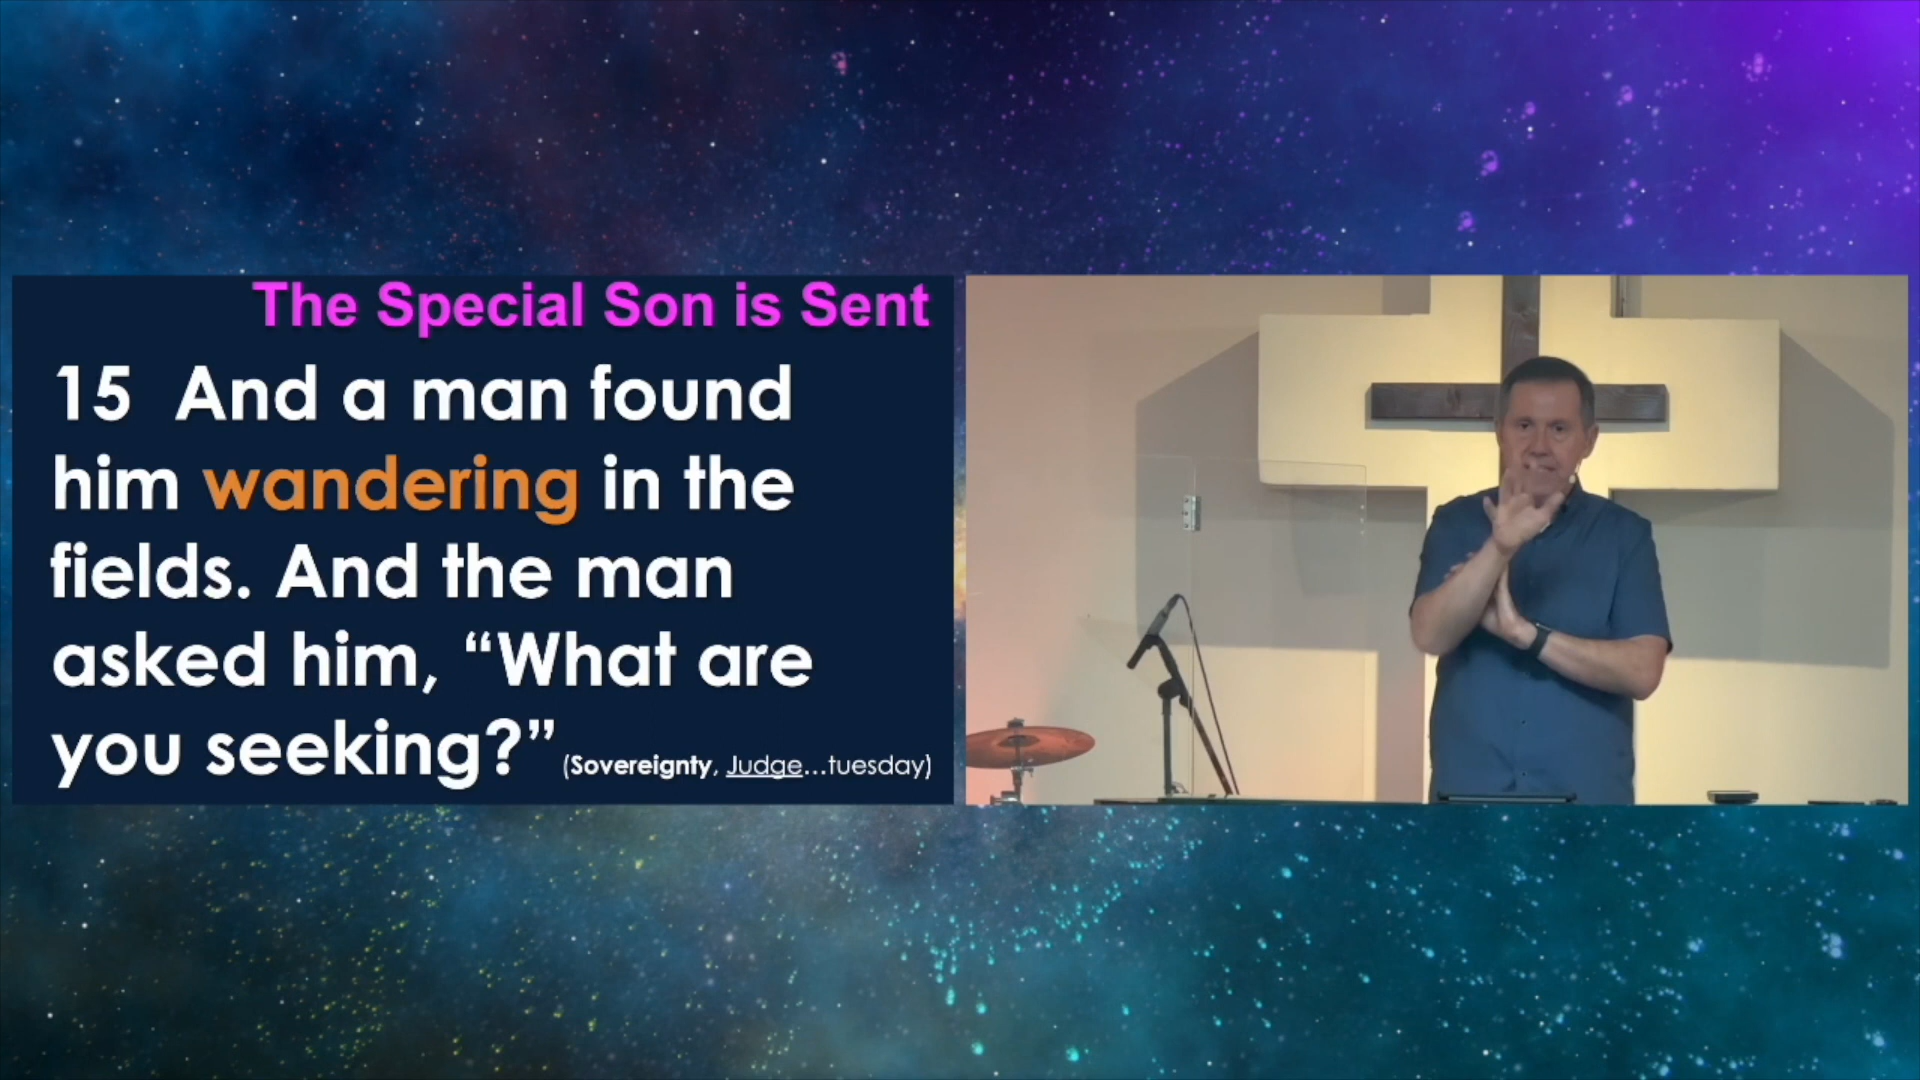 The Special Son is Sent
15 And a man found
him wandering in the
fields. And the man
asked him, “What are
you seeking?” (Sovereignty, Judge...tuesday)